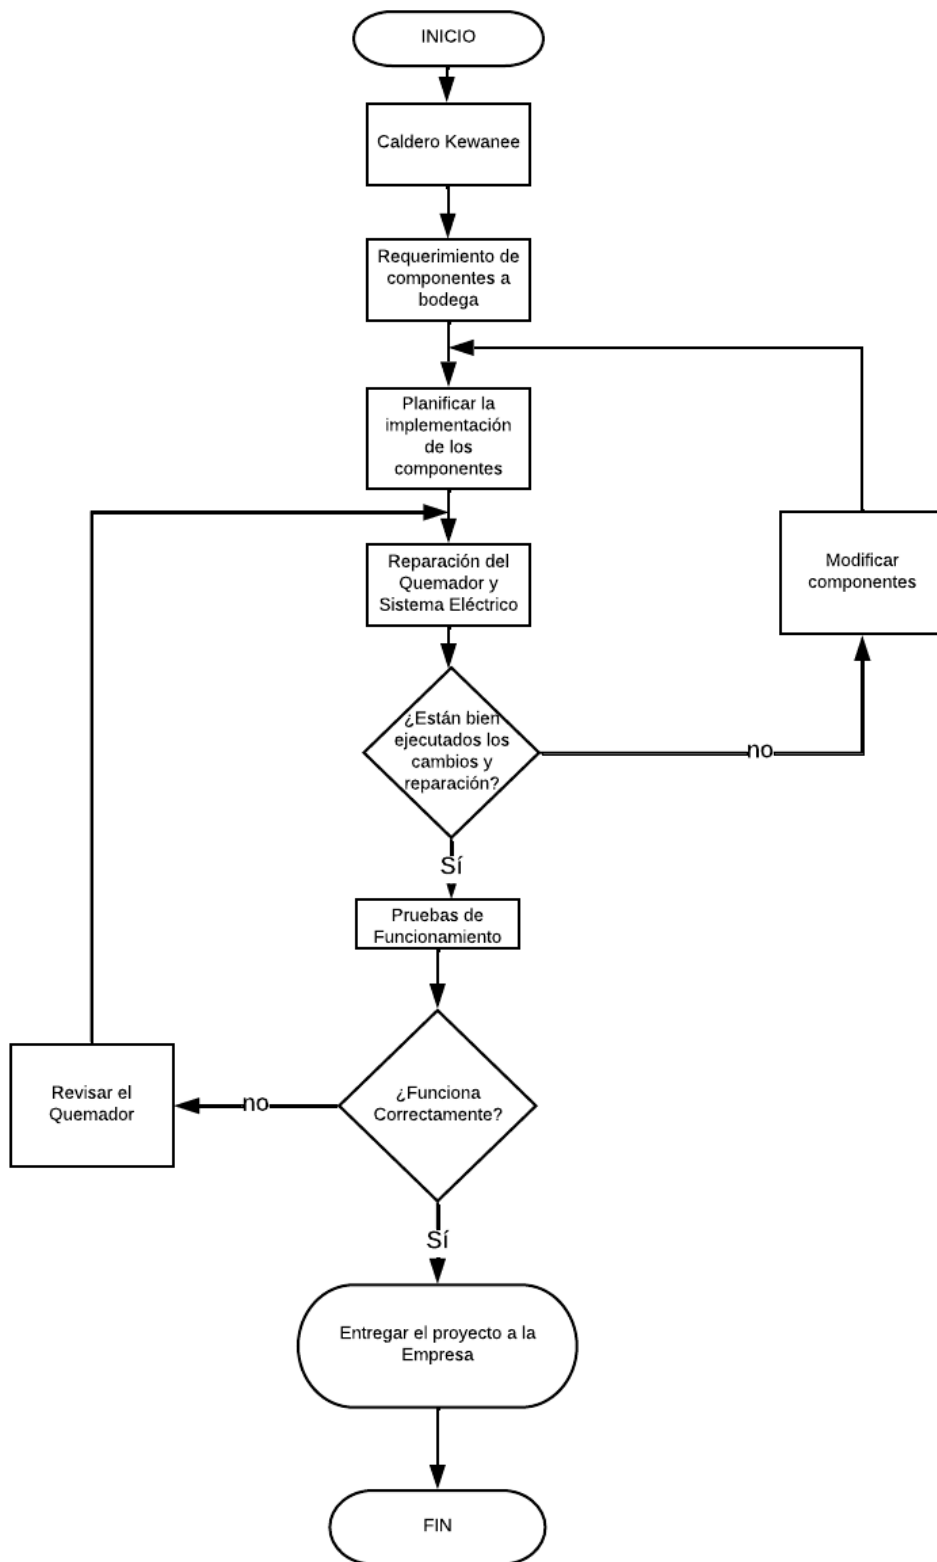 INICIO
Caldero Kewanee
Requerimiento de
componentes a
bodega
Planificar la
implementación
de los
componentes
Reparación del
Quemador y
Sistema Eléctrico
Modificar
componentes
¿Están bien
ejecutados los
cambios y
reparación?
no
Sí
Pruebas de
Funcionamiento
¿Funciona
Correctamente?
no
Revisar el
Quemador
Sí
Entregar el proyecto a la
Empresa
FIN